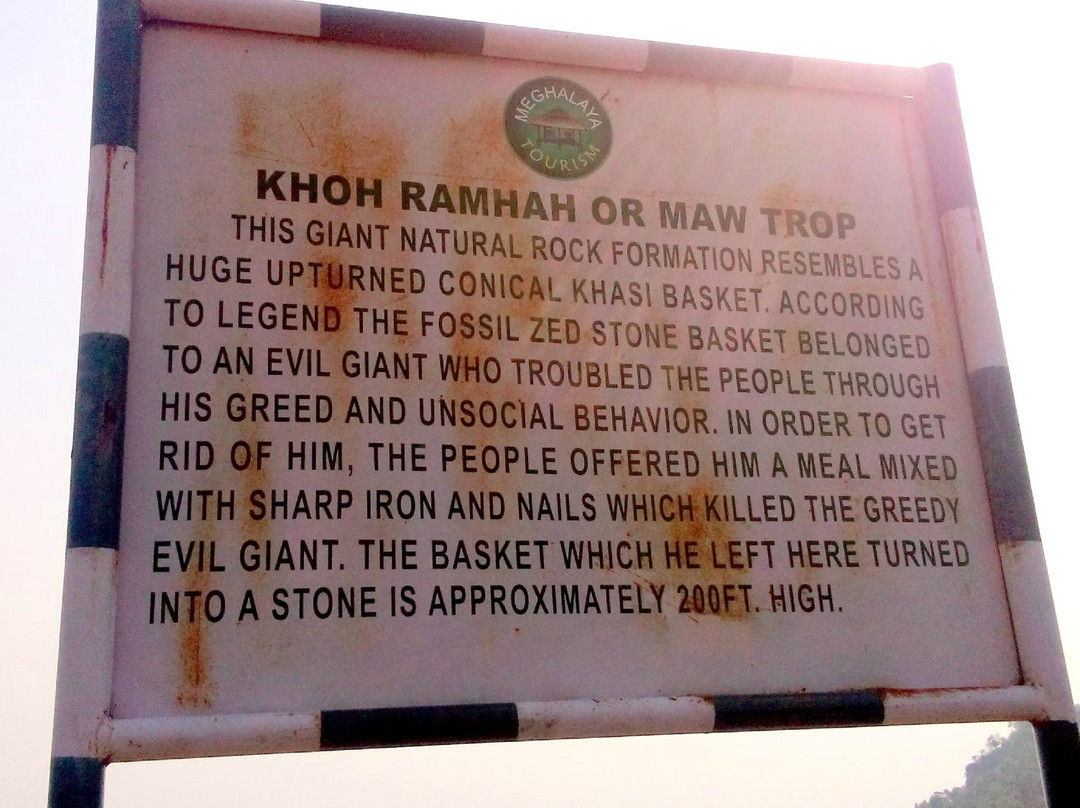 MEGHALAYA
TOURISM
KHOH RAMHAH OR MAW TROP
THIS GIANT NATURAL ROCK FORMATION RESEMBLES A
HUGE UPTURNED CONICAL KHASI BASKET. ACCORDING
TO LEGEND THE FOSSIL ZED STONE BASKET BELONGED
TO AN EVIL GIANT WHO TROUBLED THE PEOPLE THROUGH
HIS GREED AND UNSOCIAL BEHAVIOR. IN ORDER TO GET
RID OF HIM, THE PEOPLE OFFERED HIM A MEAL MIXED
WITH SHARP IRON AND NAILS WHICH KILLED THE GREEDY
EVIL GIANT. THE BASKET WHICH HE LEFT HERE TURNED
INTO A STONE IS APPROXIMATELY 200FT. HIGH.